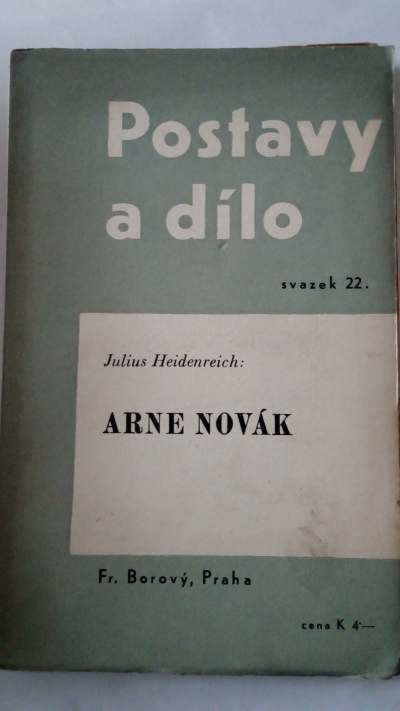 Postavy
a dílo
svazek 22.
Julius Heidenreich:
ARNE NOVÁK
Fr. Borový, Praha
cena K 4·—